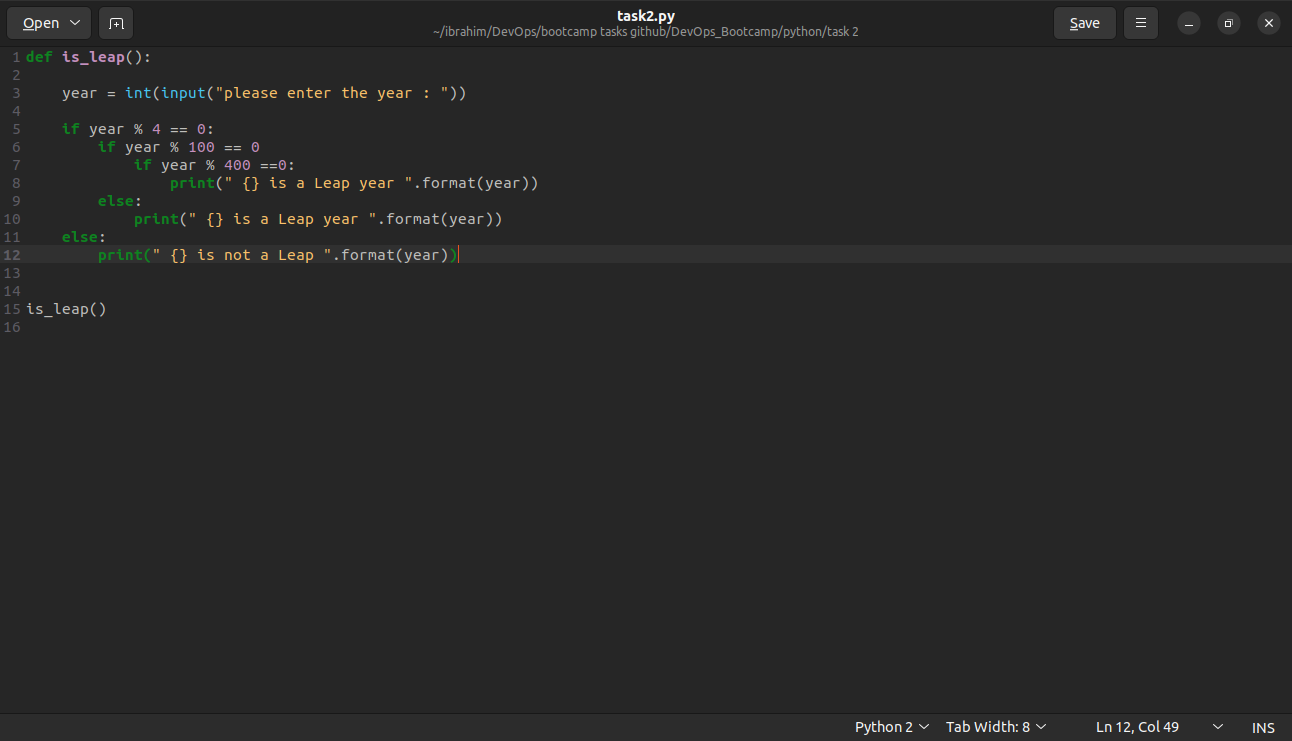 Open
task2.py
~/ibrahim/DevOps/bootcamp tasks github/DevOps_Bootcamp/python/task 2
Save
1 def is_leap():
2
3     year = int(input("please enter the year : "))
4
5     if year % 4 == 0:
6         if year % 100 == 0
7             if year % 400 ==0:
8                 print(" {} is a Leap year ".format(year))
9         else:
10             print(" {} is a Leap year ".format(year))
11     else:
12         print(" {} is not a Leap ".format(year))
13
14
15 is_leap()
16
Python 2 Tab Width: 8 Ln 12, Col 49 INS